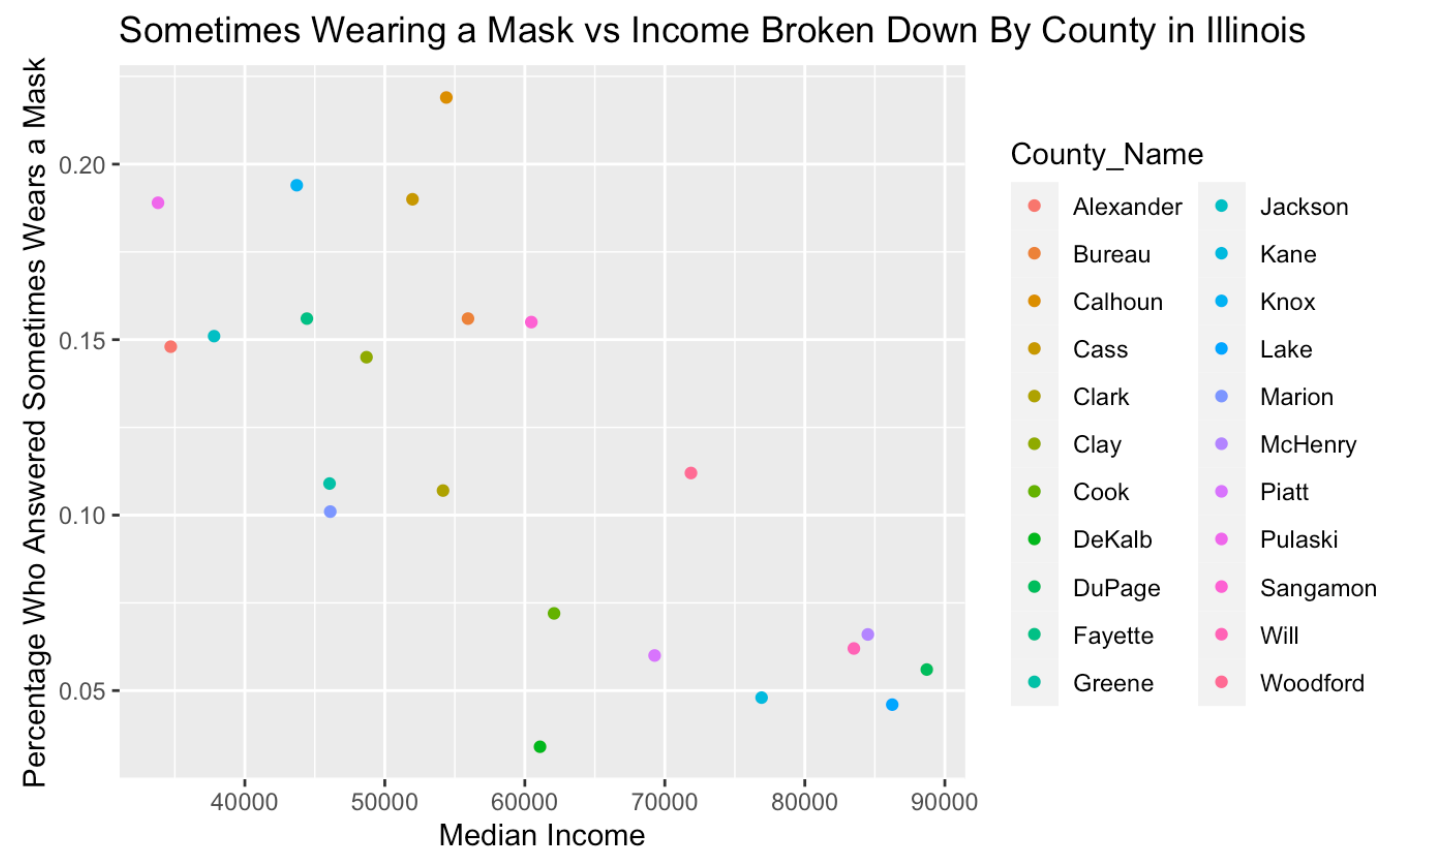 Sometimes Wearing a Mask vs Income Broken Down By County in Illinois
Percentage Who Answered Sometimes Wears a Mask
0.20
0.15
0.10
0.05
40000 50000 60000 70000 80000 90000
Median Income
County_Name
Alexander
Bureau
Calhoun
Cass
Clark
Clay
Cook
DeKalb
DuPage
Fayette
Greene
Jackson
Kane
Knox
Lake
Marion
McHenry
Piatt
Pulaski
Sangamon
Will
Woodford